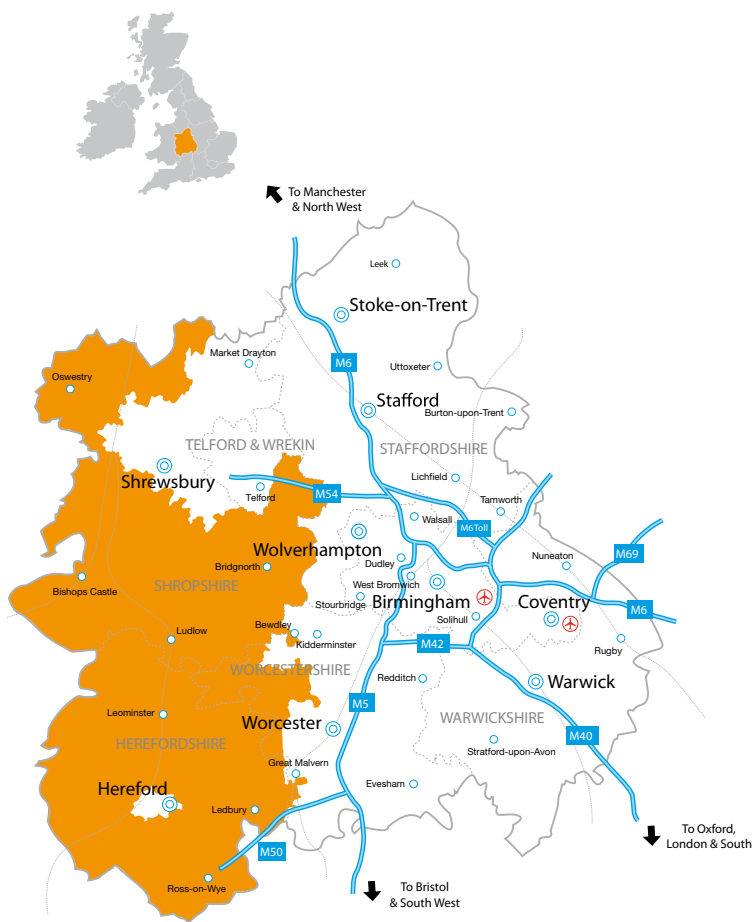 To Manchester
& North West
Leek
Stoke-on-Trent
Market Drayton
M6
Uttoxeter
Oswestry
Stafford
Burton-upon-Trent
TELFORD & WREKIN
STAFFORDSHIRE
Shrewsbury
Lichfield
Telford
M54
Tamworth
Walsall
M6Toll
Wolverhampton
M69
Dudley
Nuneaton
Bridgnorth
West Bromwich
SHROPSHIRE
Bishops Castle
Birmingham
Coventry
Stourbridge
M6
Solihull
Bewdley
Ludlow
Kidderminster
M42
Rugby
WORCESTERSHIRE
Redditch
Warwick
M5
Leominster
Worcester
WARWICKSHIRE
M40
HEREFORDSHIRE
Stratford-upon-Avon
Great Malvern
Hereford
Evesham
Ledbury
To Oxford,
London & South
M50
Ross-on-Wye
To Bristol
& South West